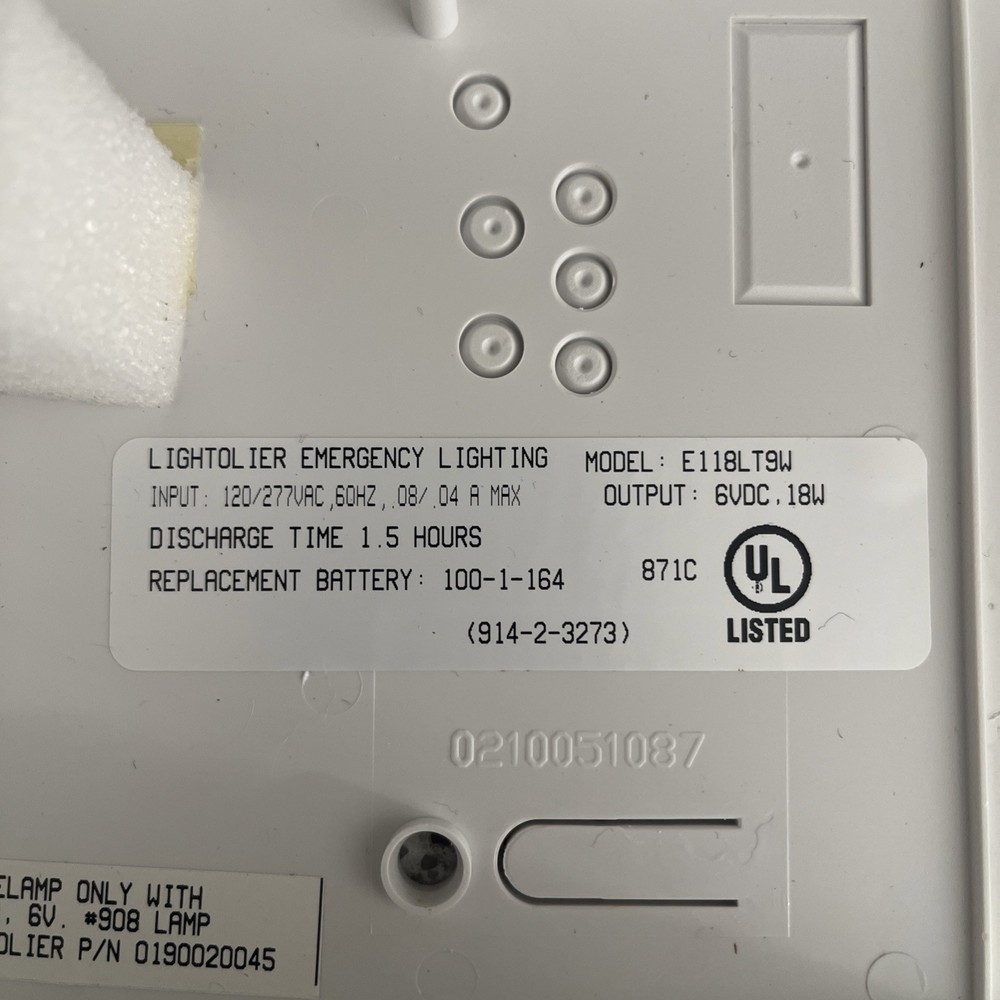 LIGHTOLIER EMERGENCY LIGHTING MODEL: E118LT9W
INPUT: 120/277VAC,60HZ,.08/.04 A MAX OUTPUT: 6VDC,18W
DISCHARGE TIME 1.5 HOURS
REPLACEMENT BATTERY: 100-1-164 871C UL
(914-2-3273) LISTED
0210051087
ELAMP ONLY WITH
. 6V. #908 LAMP
OLIER P/N 0190020045